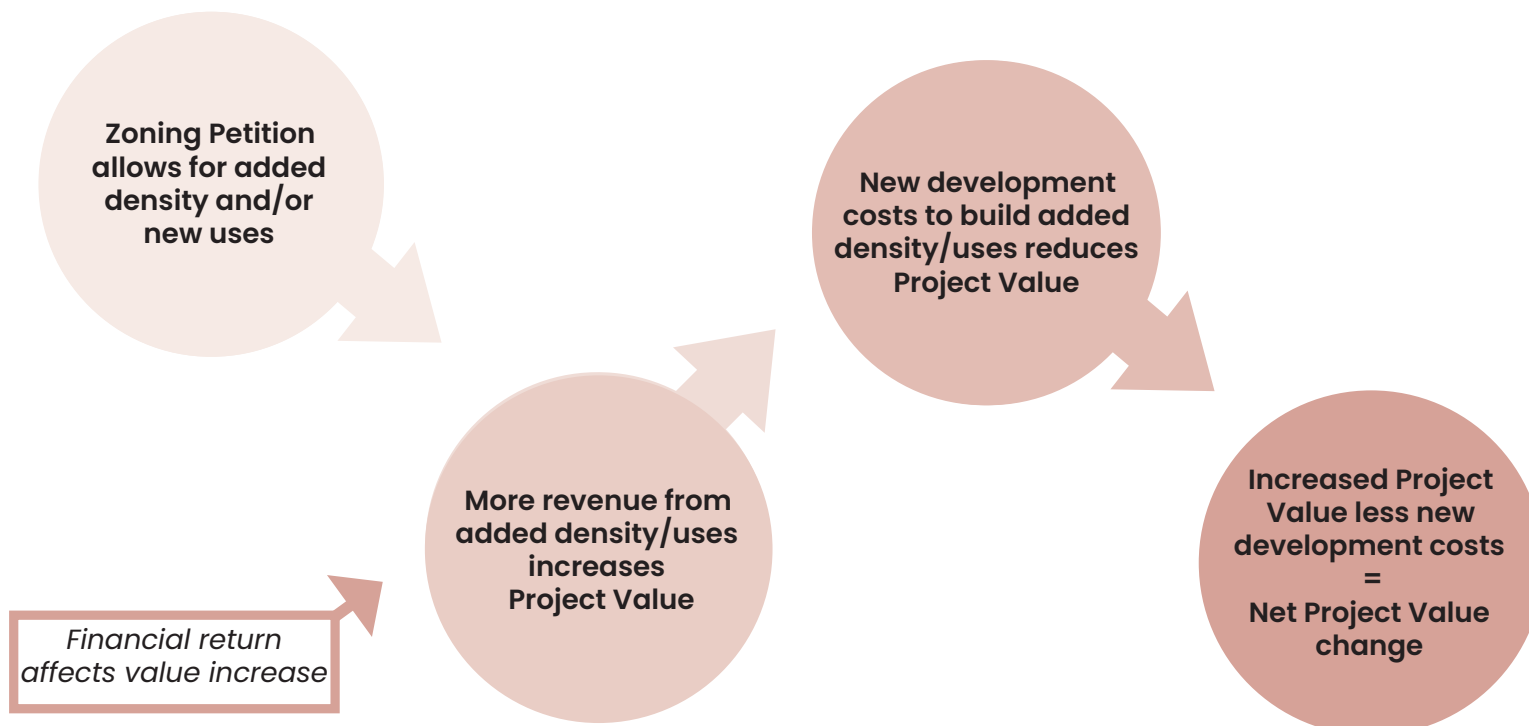 Zoning Petition
allows for added
density and/or
new uses
More revenue from
added density/uses
increases
Project Value
Financial return
affects value increase
New development
costs to build added
density/uses reduces
Project Value
Increased Project
Value less new
development costs
=
Net Project Value
change